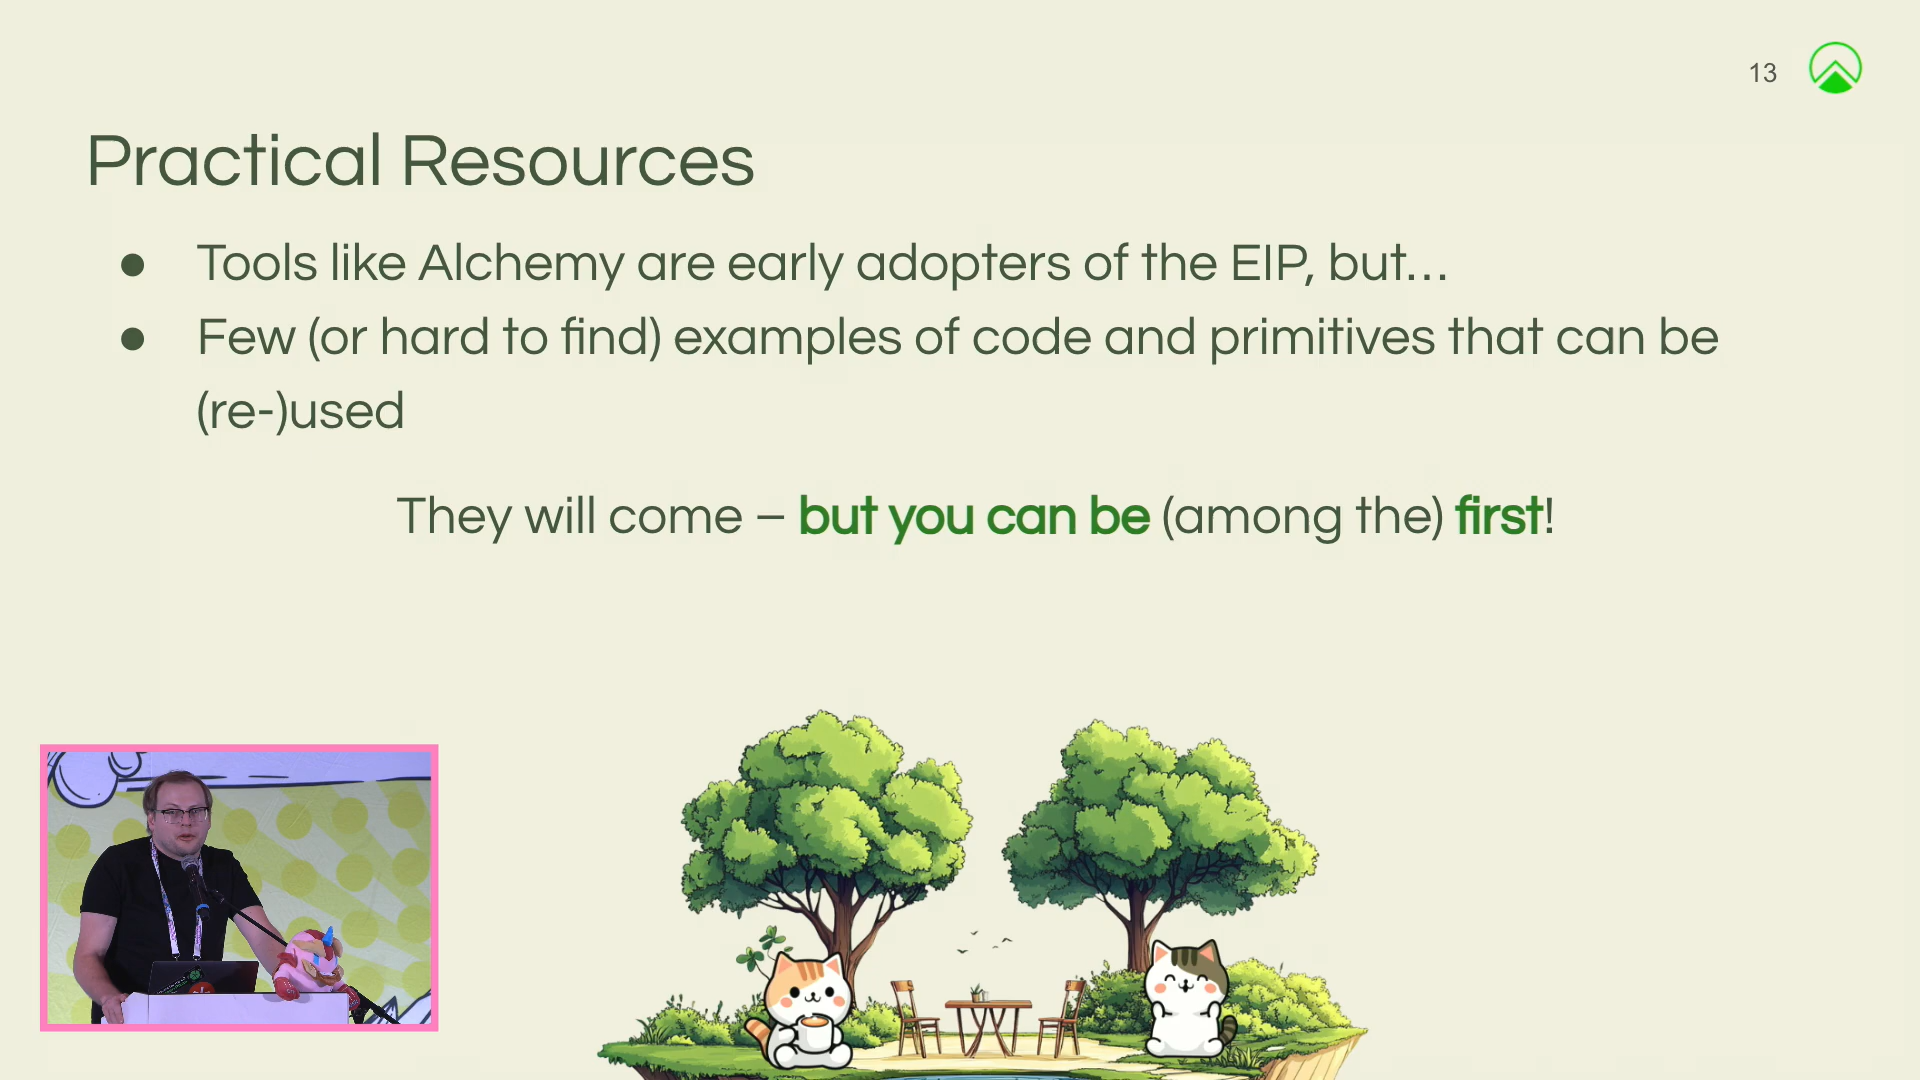 13
Practical Resources
● Tools like Alchemy are early adopters of the EIP, but…
● Few (or hard to find) examples of code and primitives that can be
(re-)used
They will come – but you can be (among the) first!